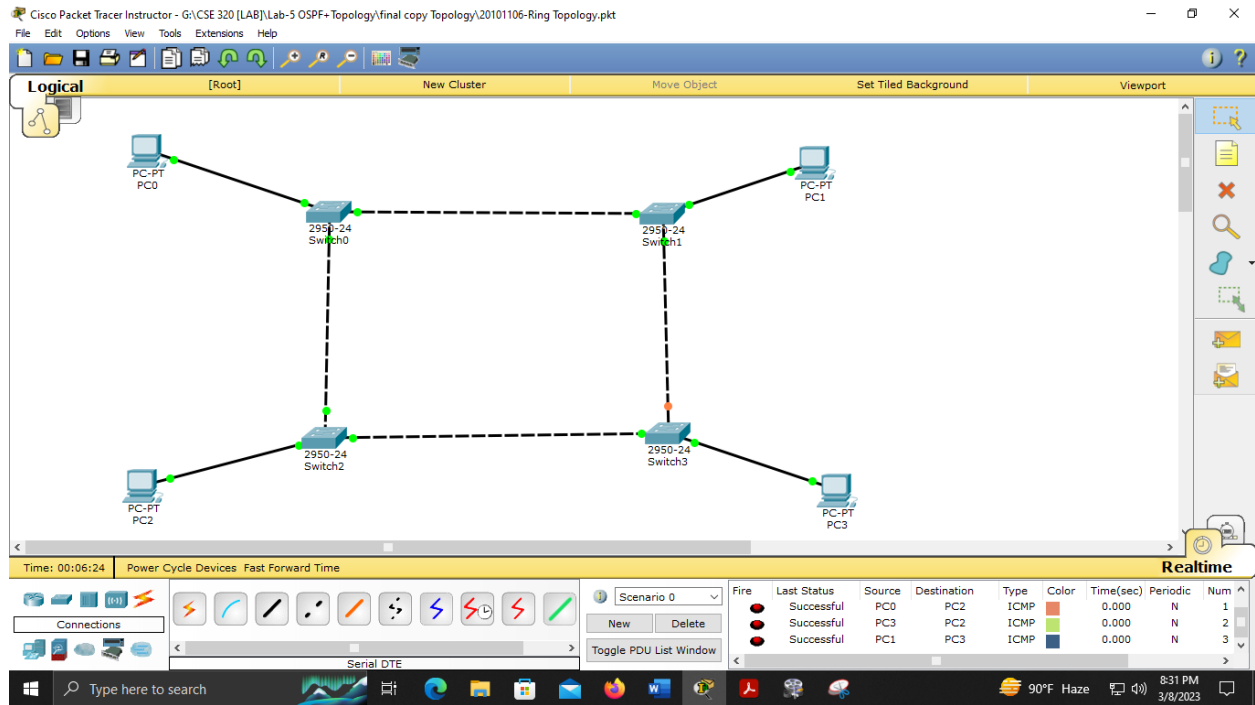 Cisco Packet Tracer Instructor - G:\CSE 320 [LAB]\Lab-5 OSPF+Topology\final copy Topology\20101106-Ring Topology.pkt
File Edit Options View Tools Extensions Help
Logical [Root] New Cluster Move Object Set Tiled Background Viewport
PC-PT
PC0
PC-PT
PC1
2950-24
Switch0
2950-24
Switch1
2950-24
Switch2
2950-24
Switch3
PC-PT
PC2
PC-PT
PC3
Time: 00:06:24 Power Cycle Devices Fast Forward Time Realtime
Connections
Serial DTE
Scenario 0
New Delete
Toggle PDU List Window
Fire Last Status Source Destination Type Color Time(sec) Periodic Num
Successful PC0 PC2 ICMP 0.000 N 1
Successful PC3 PC2 ICMP 0.000 N 2
Successful PC1 PC3 ICMP 0.000 N 3
Type here to search
90°F Haze
8:31 PM
3/8/2023